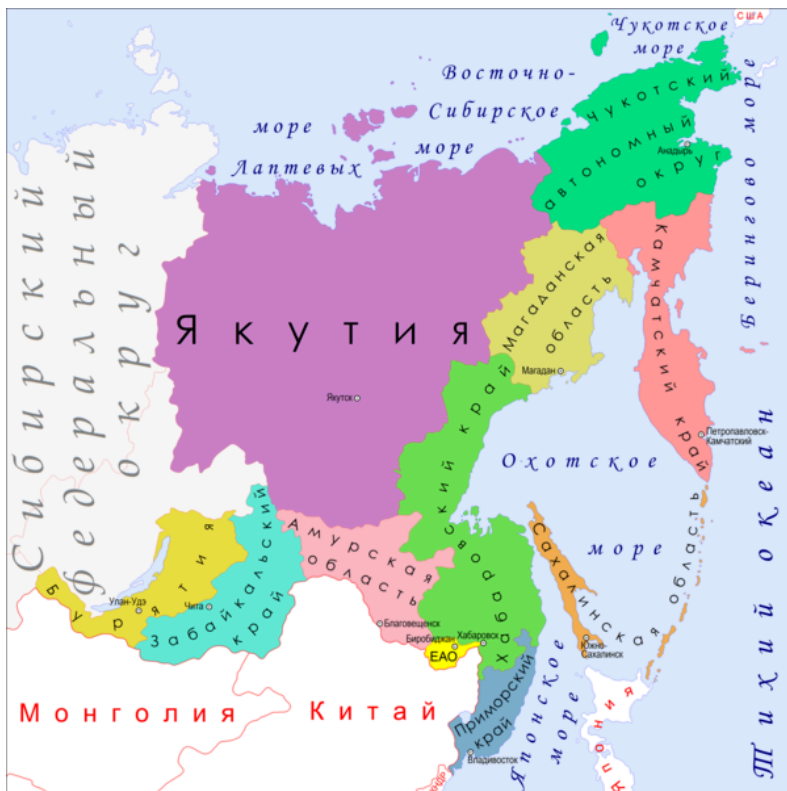 США
Чукотское
море
Восточно-
Сибирское
море
море
Лаптевых
Чукотский
автономный
округ
Анадырь
Берингово море
Сибирский
федеральный
округ
Якутия
Якутск
Магаданская
область
Магадан
Камчатский край
Петропавловск-
Камчатский
Охотское
море
Тихий океан
Хабаровский край
Хабаровск
Амурская
область
Благовещенск
Биробиджан
ЕАО
Бурятия
Улан-Удэ
Забайкальский
край
Чита
Сахалинская область
Южно-
Сахалинск
Приморский
край
Владивосток
Японское
море
Япония
Монголия
Китай
КНДР